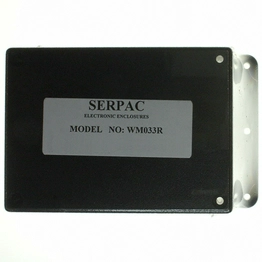 SERPAC
ELECTRONIC ENCLOSURES
MODEL NO: WM033R